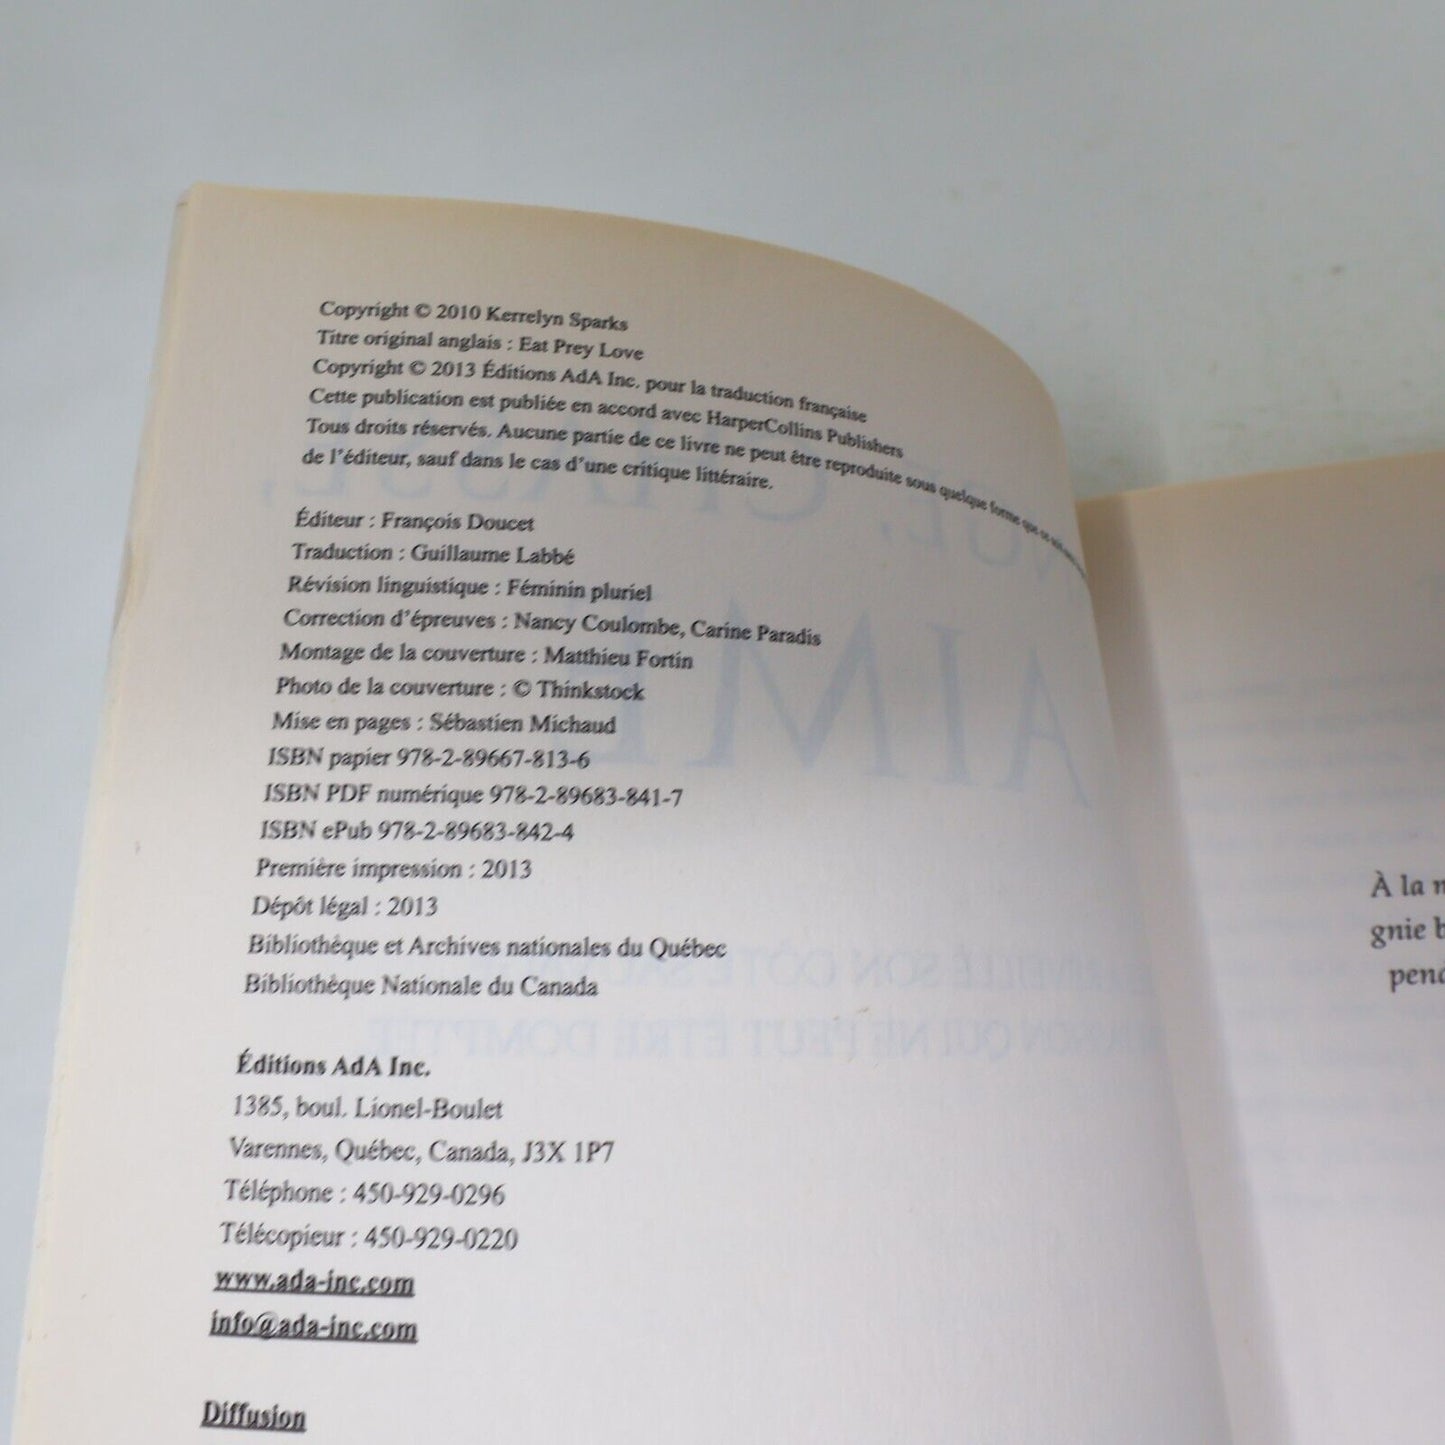 Copyright © 2010 Kerrelyn Sparks
Titre original anglais : Eat Prey Love
Copyright © 2013 Éditions AdA Inc. pour la traduction française
Cette publication est publiée en accord avec HarperCollins Publishers
Tous droits réservés. Aucune partie de ce livre ne peut être reproduite sous quelque forme que ce
de l'éditeur, sauf dans le cas d'une critique littéraire.
Éditeur : François Doucet
Traduction : Guillaume Labbé
Révision linguistique : Féminin pluriel
Correction d'épreuves : Nancy Coulombe, Carine Paradis
Montage de la couverture : Matthieu Fortin
Photo de la couverture : © Thinkstock
Mise en pages : Sébastien Michaud
ISBN papier 978-2-89667-813-6
ISBN PDF numérique 978-2-89683-841-7
ISBN ePub 978-2-89683-842-4
Première impression : 2013
Dépôt légal : 2013
Bibliothèque et Archives nationales du Québec
Bibliothèque Nationale du Canada
Éditions AdA Inc.
1385, boul. Lionel-Boulet
Varennes, Québec, Canada, J3X 1P7
Téléphone : 450-929-0296
Télécopieur : 450-929-0220
www.ada-inc.com
info@ada-inc.com
Diffusion
À la
gnie